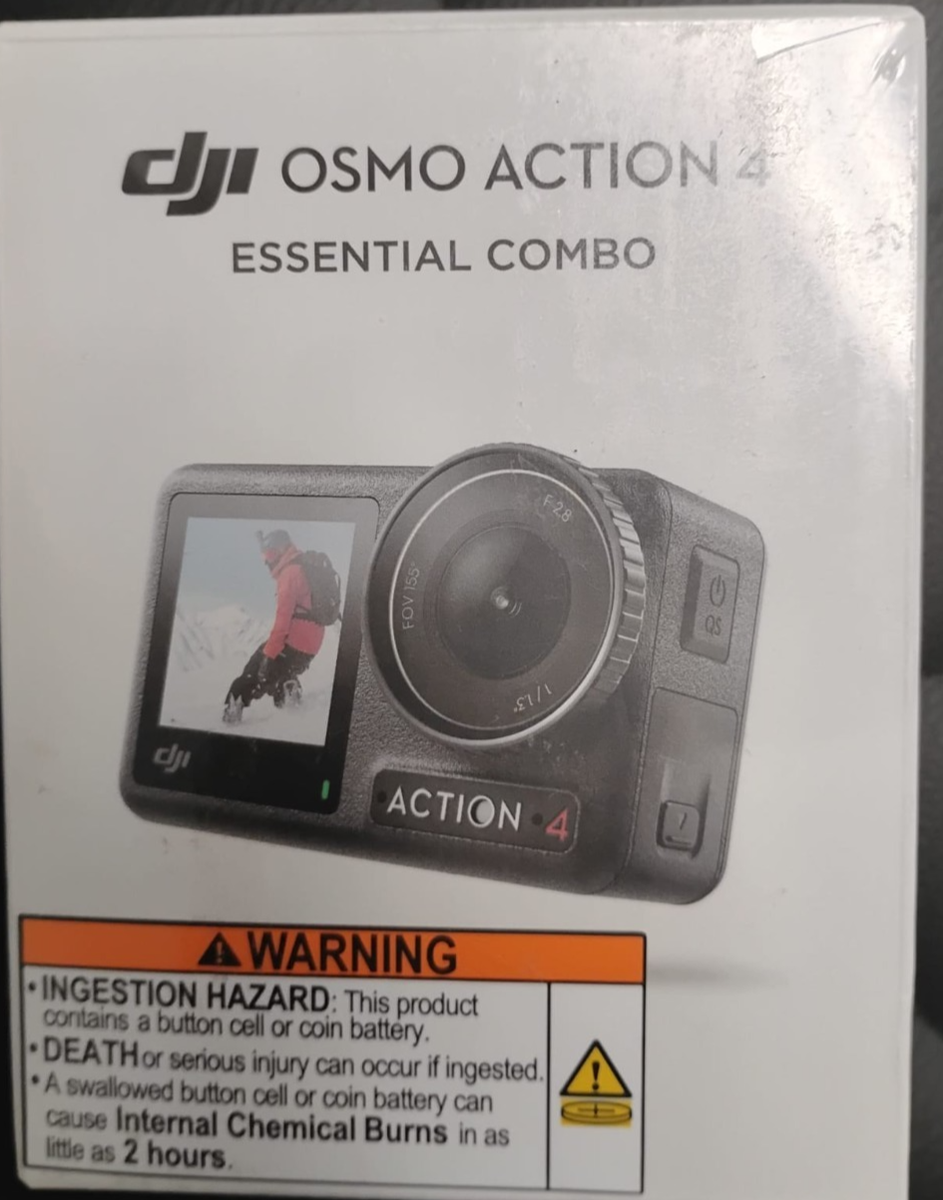 dji OSMO ACTION 4
ESSENTIAL COMBO
F2.8
FOV 155°
1/1.3"
QS
dji
ACTION 4
WARNING
• INGESTION HAZARD: This product
contains a button cell or coin battery.
• DEATH or serious injury can occur if ingested.
• A swallowed button cell or coin battery can
cause Internal Chemical Burns in as
little as 2 hours.